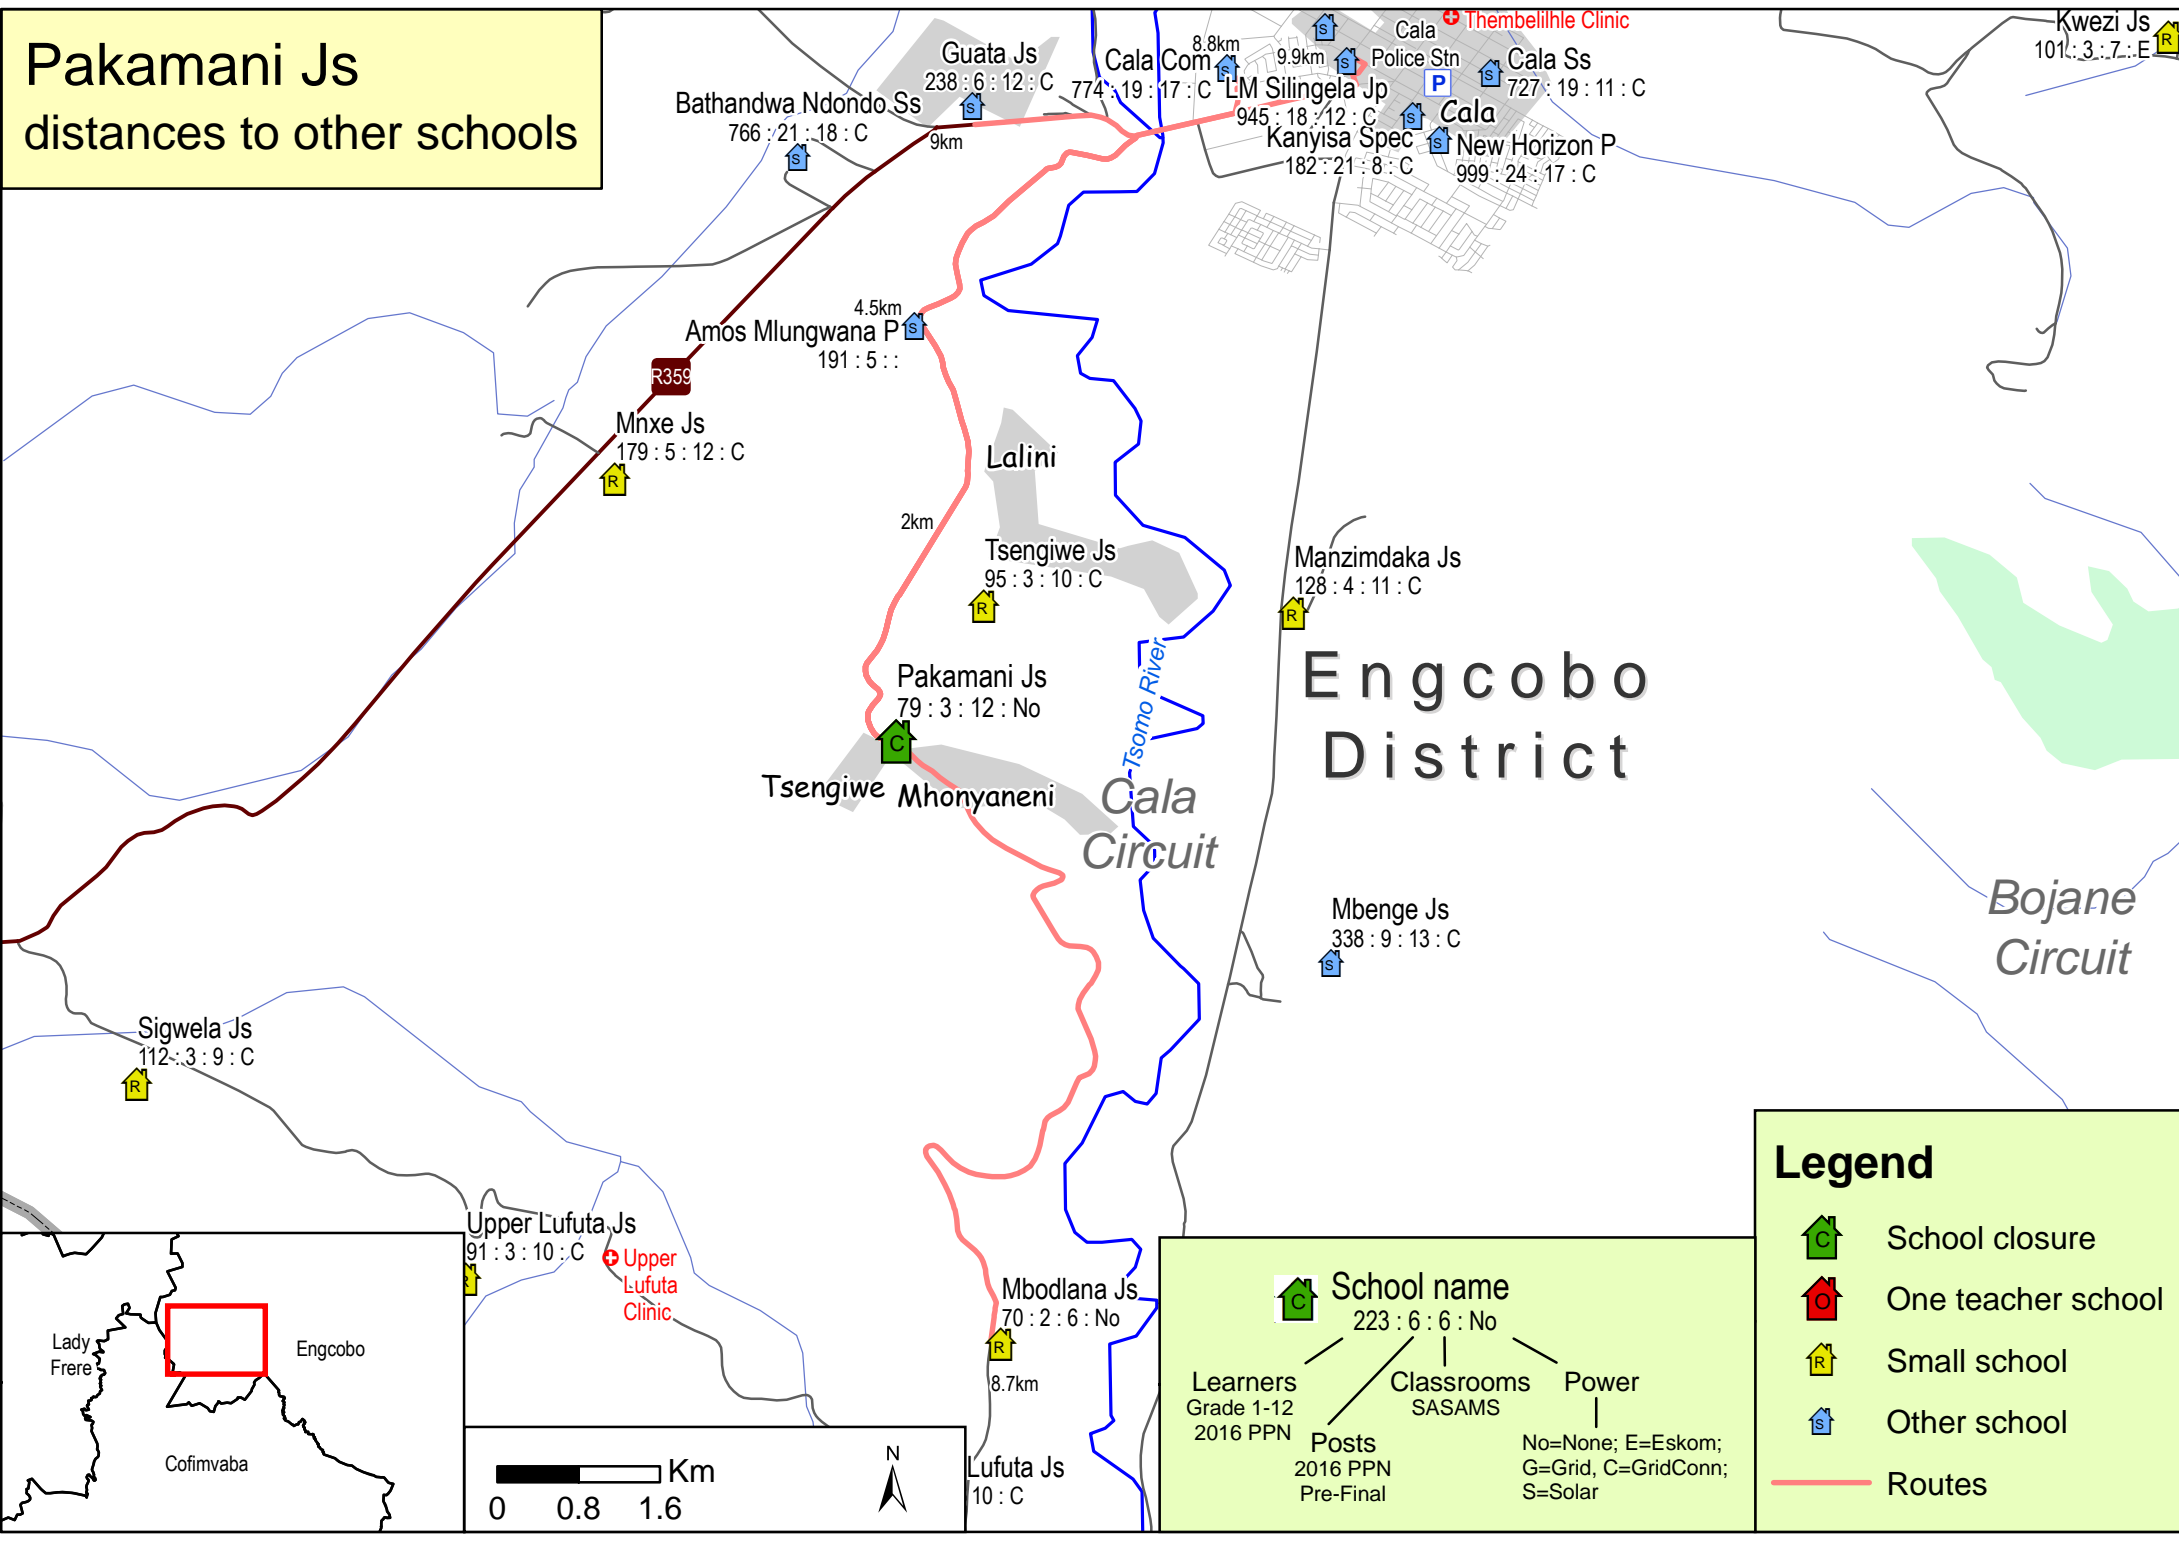 Pakamani Js
distances to other schools
Guata Js
238 : 6 : 12 : C
Bathandwa Ndondo Ss
766 : 21 : 18 : C
9km
8.8km
Cala Com
774 : 19 : 17 : C
9.9km
Thembelilhle Clinic
Cala
Police Stn
P
Cala Ss
727 : 19 : 11 : C
LM Silingela Jp
945 : 18 : 12 : C
Cala
Kanyisa Spec
182 : 21 : 8 : C
New Horizon P
999 : 24 : 17 : C
Kwezi Js
101 : 3 : 7 : E
4.5km
Amos Mlungwana P
191 : 5 : :
R359
Mnxe Js
179 : 5 : 12 : C
Lalini
2km
Tsengiwe Js
95 : 3 : 10 : C
Manzimdaka Js
128 : 4 : 11 : C
Engcobo
District
Pakamani Js
79 : 3 : 12 : No
Tsomo River
Tsengiwe
Mhonyaneni
Cala
Circuit
Mbenge Js
338 : 9 : 13 : C
Bojane
Circuit
Sigwela Js
112 : 3 : 9 : C
Upper Lufuta Js
91 : 3 : 10 : C
Upper
Lufuta
Clinic
Mbodlana Js
70 : 2 : 6 : No
8.7km
Lufuta Js
10 : C
Lady
Frere
Engcobo
Cofimvaba
Km
0 0.8 1.6
N
C School name
223 : 6 : 6 : No
Learners
Grade 1-12
2016 PPN
Posts
2016 PPN
Pre-Final
Classrooms
SASAMS
Power
No=None; E=Eskom;
G=Grid, C=GridConn;
S=Solar
Legend
C School closure
O One teacher school
R Small school
S Other school
Routes